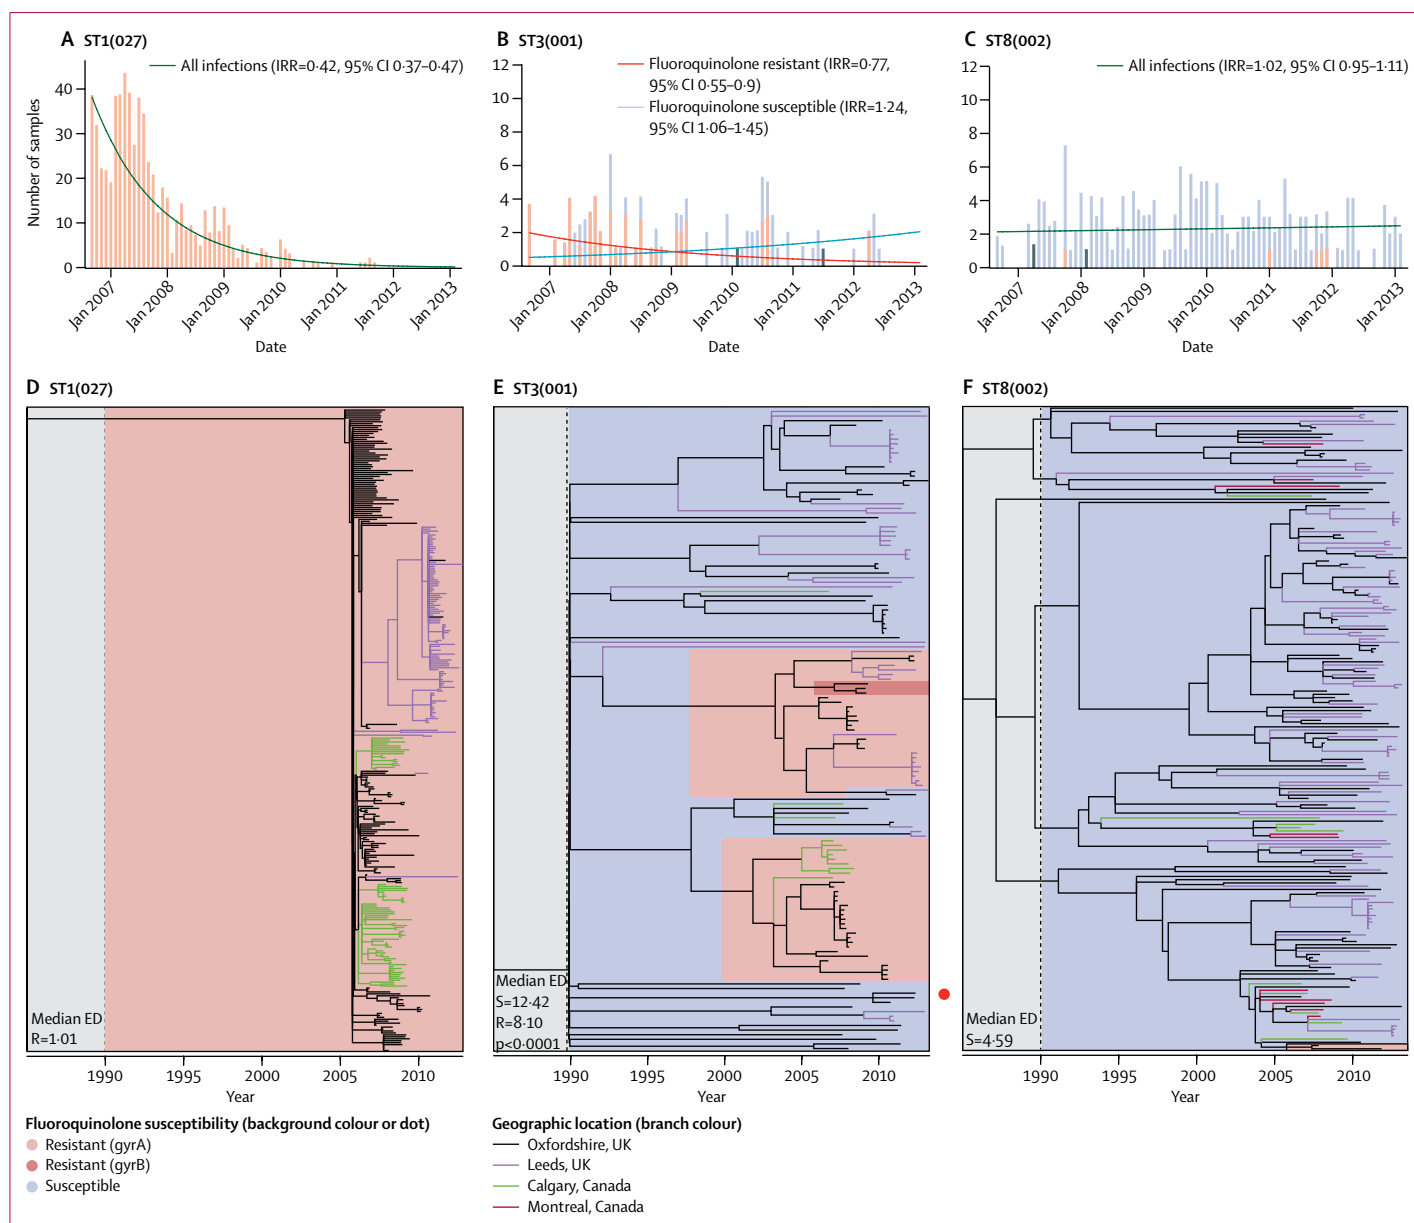 A ST1(027)
All infections (IRR=0·42, 95% CI 0·37–0·47)
Number of samples
40
30
20
10
0
Jan 2007
Jan 2008
Jan 2009
Jan 2010
Jan 2011
Jan 2012
Jan 2013
Date
B ST3(001)
Fluoroquinolone resistant (IRR=0·77,
95% CI 0·55–0·9)
Fluoroquinolone susceptible (IRR=1·24,
95% CI 1·06–1·45)
12
10
8
6
4
2
0
Jan 2007
Jan 2008
Jan 2009
Jan 2010
Jan 2011
Jan 2012
Jan 2013
Date
C ST8(002)
All infections (IRR=1·02, 95% CI 0·95–1·11)
12
10
8
6
4
2
0
Jan 2007
Jan 2008
Jan 2009
Jan 2010
Jan 2011
Jan 2012
Jan 2013
Date
D ST1(027)
Median ED
R=1·01
1990
1995
2000
2005
2010
Year
E ST3(001)
Median ED
S=12·42
R=8·10
p<0·0001
1990
1995
2000
2005
2010
Year
F ST8(002)
Median ED
S=4·59
1990
1995
2000
2005
2010
Year
Fluoroquinolone susceptibility (background colour or dot)
Resistant (gyrA)
Resistant (gyrB)
Susceptible
Geographic location (branch colour)
Oxfordshire, UK
Leeds, UK
Calgary, Canada
Montreal, Canada